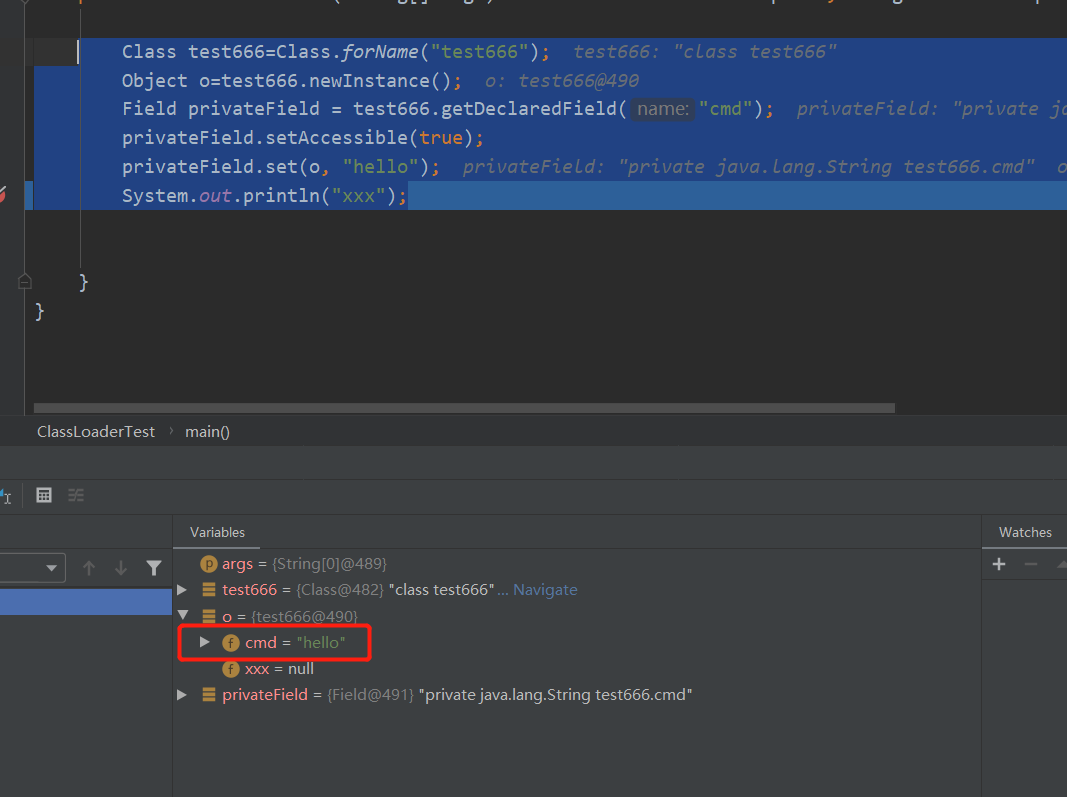 Class test666=Class.forName("test666"); test666: "class test666"
Object o=test666.newInstance(); o: test666@490
Field privateField = test666.getDeclaredField( name: "cmd"); privateField: "private
privateField.setAccessible(true);
privateField.set(o, "hello"); privateField: "private java.lang.String test666.cmd" o
System.out.println("xxx");
}
}
ClassLoaderTest › main()
Variables
Watches
p args = {String[0]@489}
test666 = {Class@482} "class test666"... Navigate
o = {test666@490}
f cmd = "hello"
f xxx = null
privateField = {Field@491} "private java.lang.String test666.cmd"